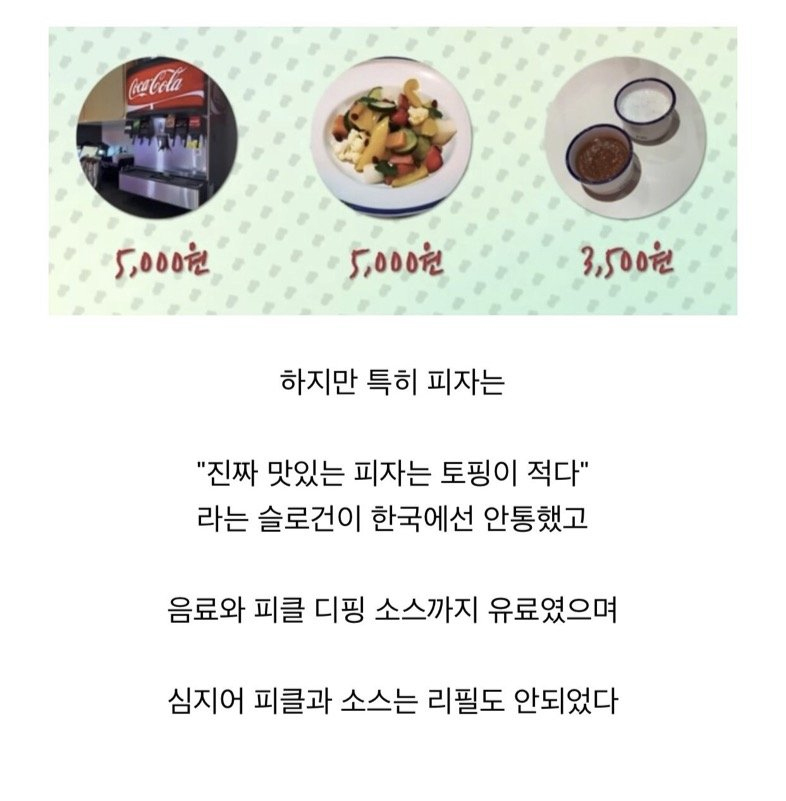 Coca-Cola
5,000원
5,000원
3,500원
하지만 특히 피자는
"진짜 맛있는 피자는 토핑이 적다"
라는 슬로건이 한국에선 안통했고
음료와 피클 디핑 소스까지 유료였으며
심지어 피클과 소스는 리필도 안되었다